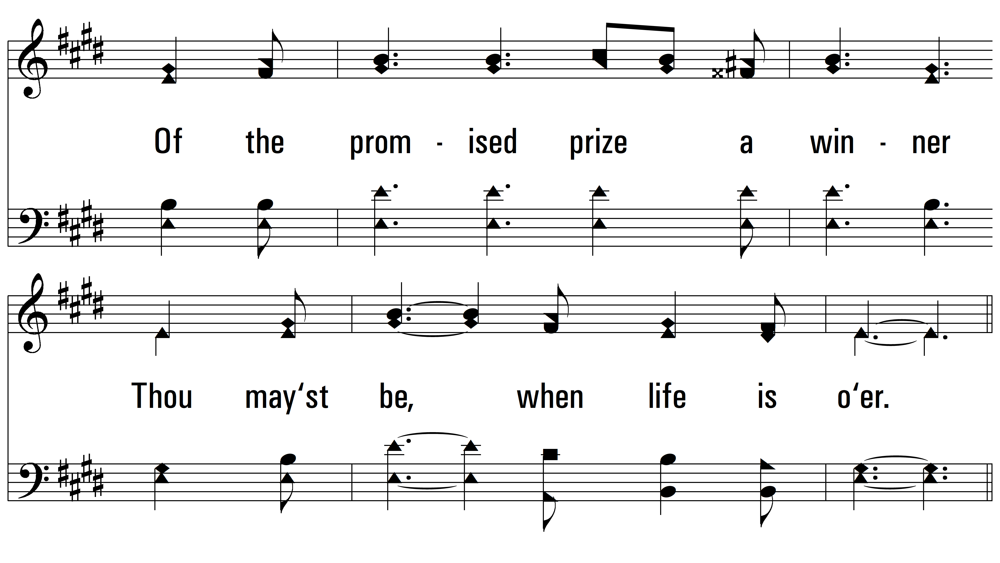 Of the prom - ised prize a win - ner
Thou may‘st be, when life is o‘er.